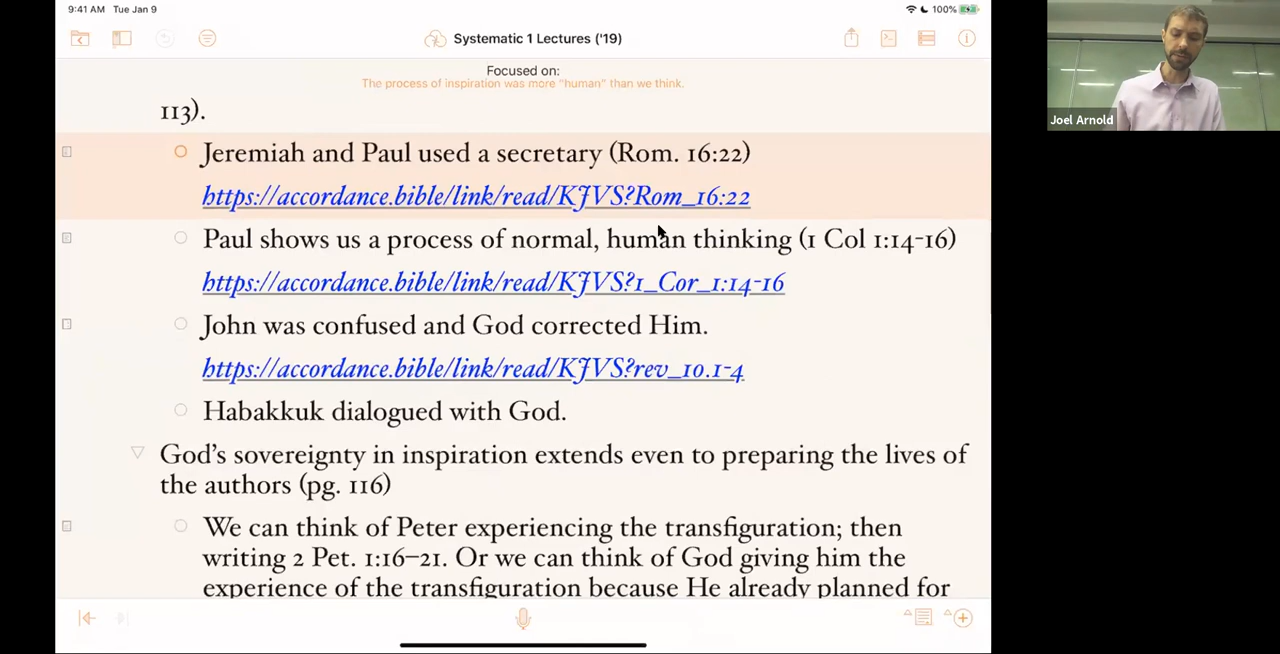 9:41 AM Tue Jan 9
100%
Systematic 1 Lectures ('19)
Focused on:
The process of inspiration was more "human" than we think.
113).
Jeremiah and Paul used a secretary (Rom. 16:22)
https://accordance.bible/link/read/KJVS?Rom_16:22
Paul shows us a process of normal, human thinking (1 Col 1:14-16)
https://accordance.bible/link/read/KJVS?1_Cor_1:14-16
John was confused and God corrected Him.
https://accordance.bible/link/read/KJVS?rev_10.1-4
Habakkuk dialogued with God.
God's sovereignty in inspiration extends even to preparing the lives of
the authors (pg. 116)
We can think of Peter experiencing the transfiguration; then
writing 2 Pet. 1:16–21. Or we can think of God giving him the
experience of the transfiguration because He already planned for
Joel Arnold